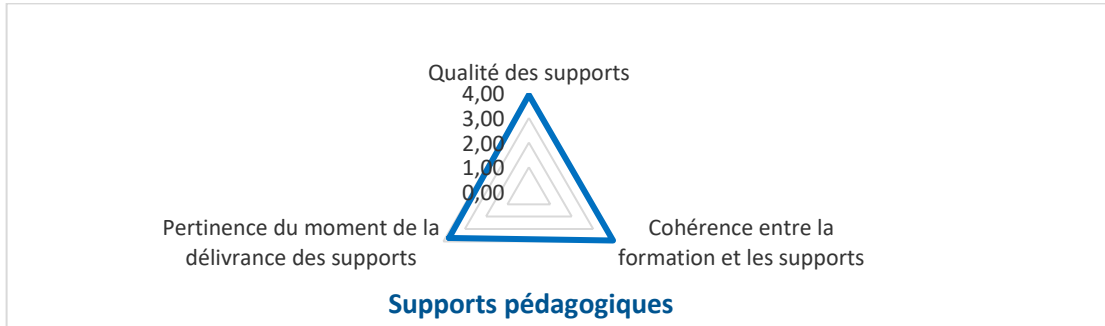 Qualité des supports
4,00
3,00
2,00
1,00
0,00
Pertinence du moment de la
délivrance des supports
Cohérence entre la
formation et les supports
Supports pédagogiques